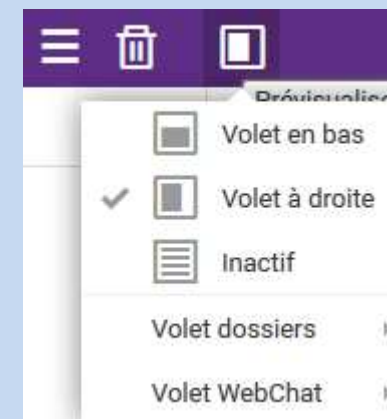 Volet en bas
Volet à droite
Inactif
Volet dossiers
Volet WebChat